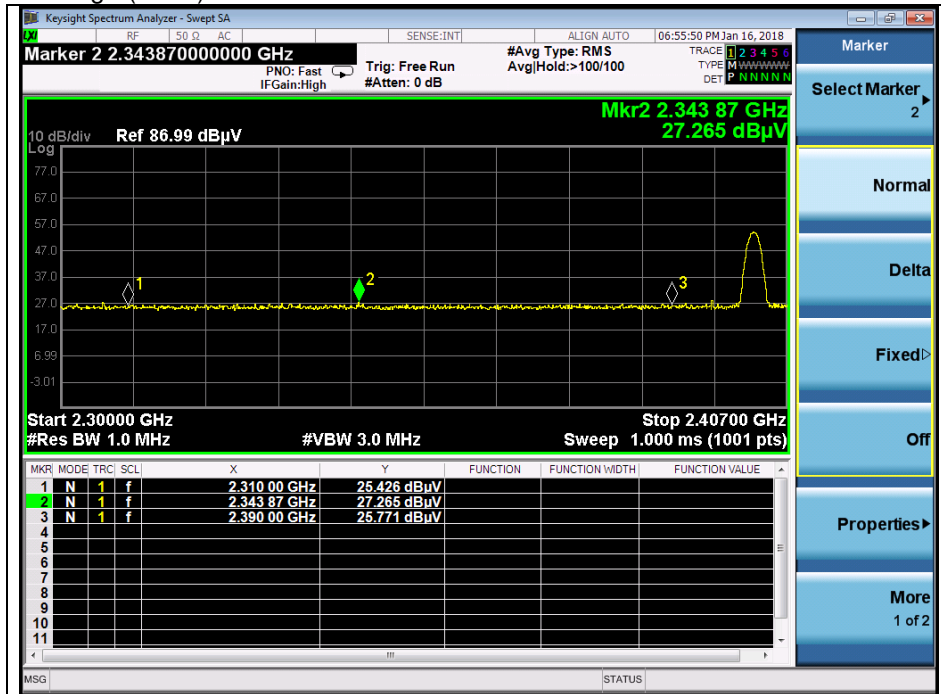 Keysight Spectrum Analyzer - Swept SA
LXI RF 50 Ω AC SENSE:INT ALIGN AUTO 06:55:50 PM Jan 16, 2018
Marker 2 2.343870000000 GHz
PNO: Fast
IFGain:High
Trig: Free Run
#Atten: 0 dB
#Avg Type: RMS
Avg|Hold:>100/100
TRACE 1 2 3 4 5 6
TYPE M W W W W W
DET P N N N N N
Mkr2 2.343 87 GHz
27.265 dBµV
10 dB/div Ref 86.99 dBµV
Log
77.0
67.0
57.0
47.0
37.0
27.0
17.0
6.99
-3.01
1
2
3
Start 2.30000 GHz Stop 2.40700 GHz
#Res BW 1.0 MHz #VBW 3.0 MHz Sweep 1.000 ms (1001 pts)
MKR MODE TRC SCL X Y FUNCTION FUNCTION WIDTH FUNCTION VALUE
1 N 1 f 2.310 00 GHz 25.426 dBµV
2 N 1 f 2.343 87 GHz 27.265 dBµV
3 N 1 f 2.390 00 GHz 25.771 dBµV
4
5
6
7
8
9
10
11
MSG STATUS
Marker
Select Marker
2
Normal
Delta
Fixed
Off
Properties
More
1 of 2